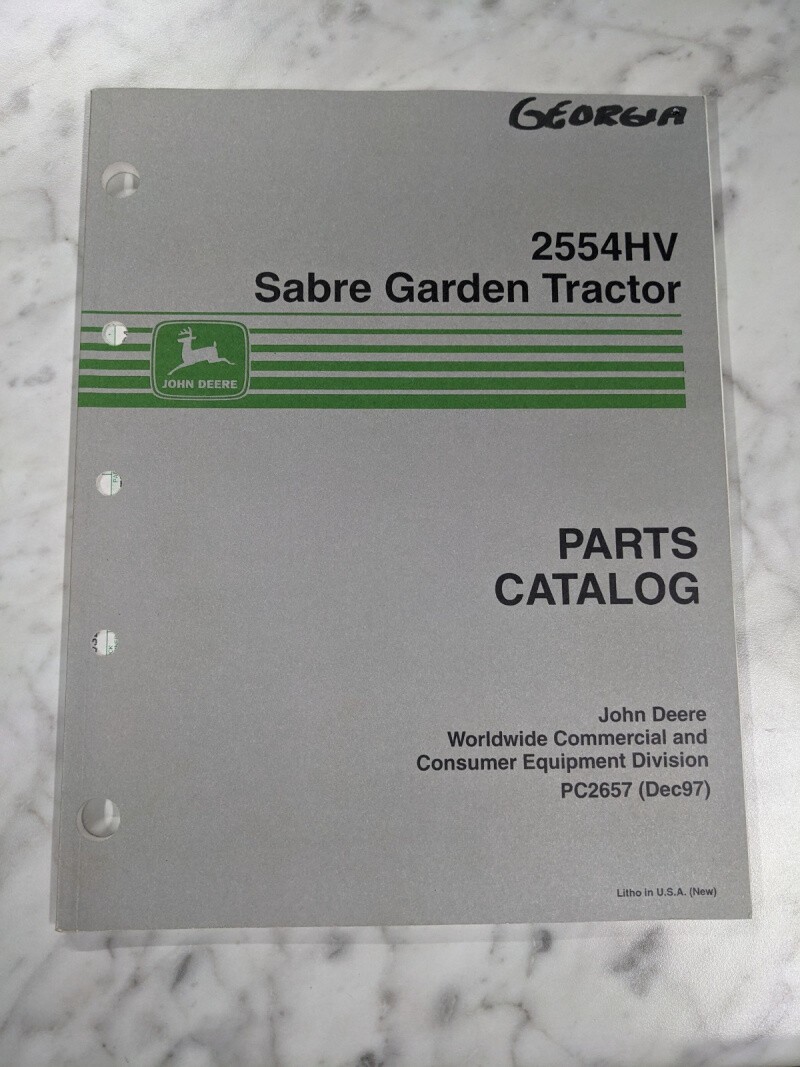 GEORGIA
2554HV
Sabre Garden Tractor
JOHN DEERE
PARTS
CATALOG
John Deere
Worldwide Commercial and
Consumer Equipment Division
PC2657 (Dec97)
Litho in U.S.A. (New)